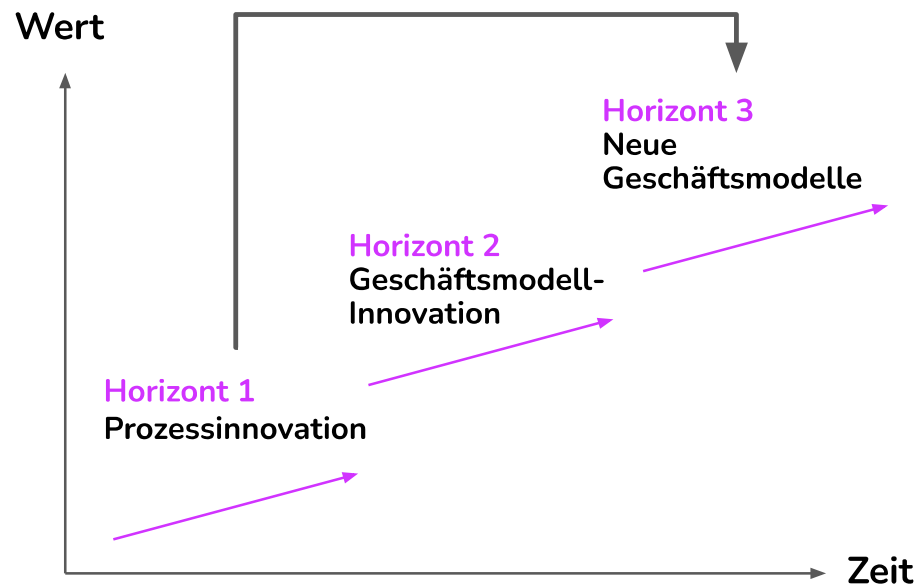 Wert
Horizont 3
Neue
Geschäftsmodelle
Horizont 2
Geschäftsmodell-
Innovation
Horizont 1
Prozessinnovation
Zeit